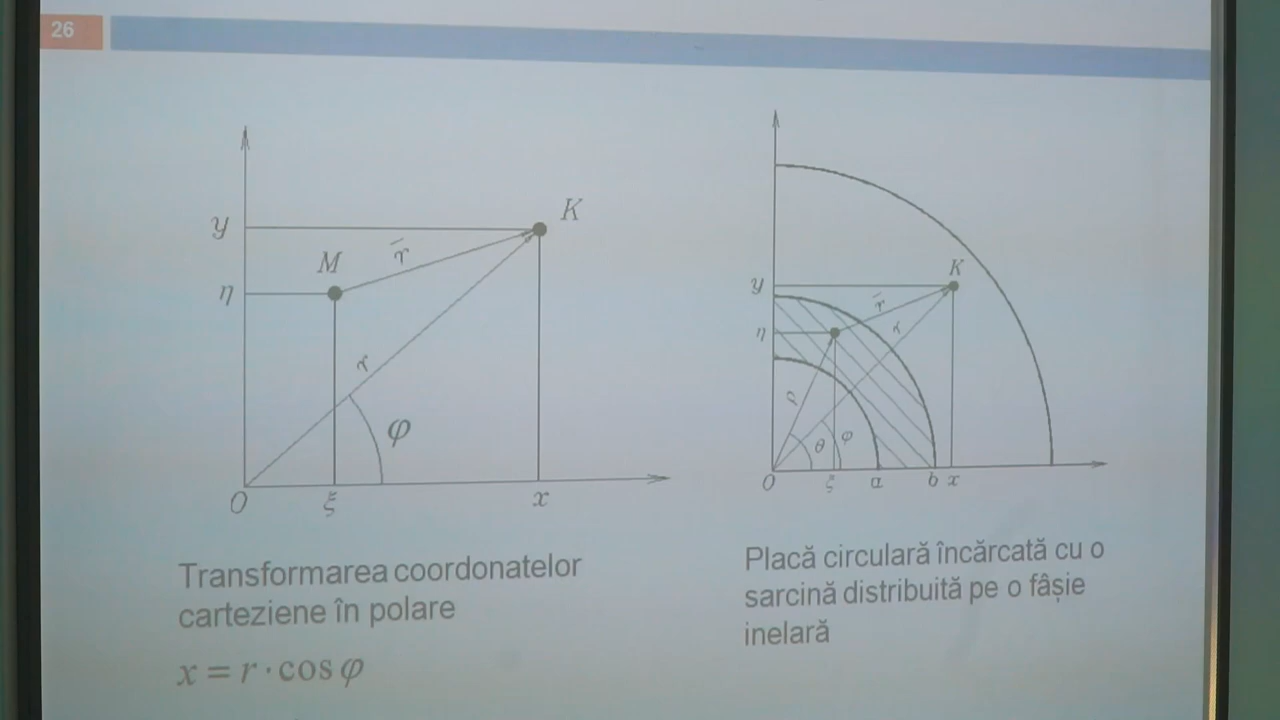 26
y
K
r̄
M
η
r
φ
O
ξ
x
Transformarea coordonatelor
carteziene în polare
x = r · cos φ
K
y
r̄
η
r
ρ
θ
φ
O
ξ
a
b
x
Placă circulară încărcată cu o
sarcină distribuită pe o fâșie
inelară